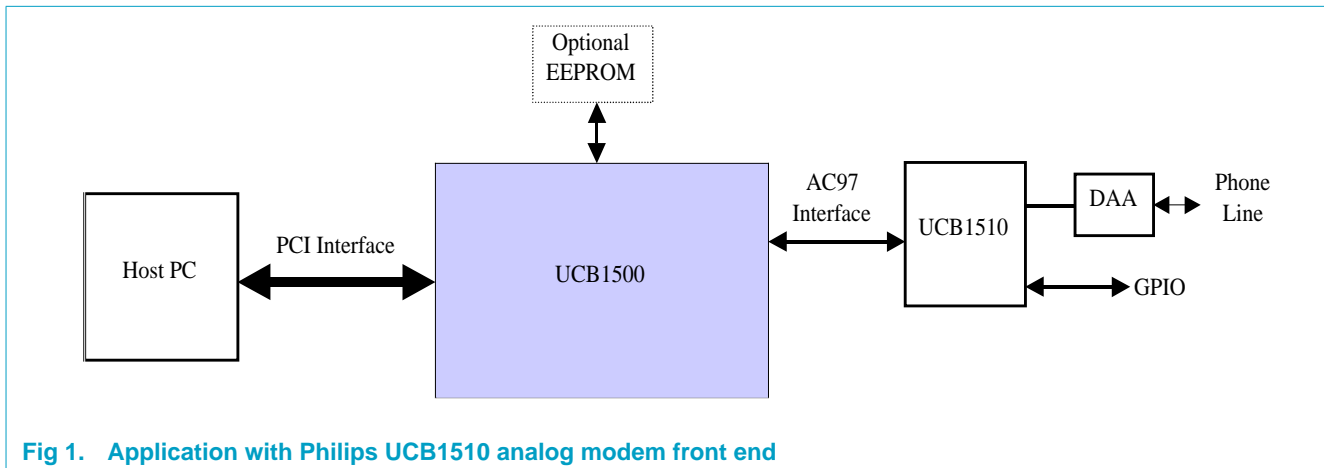 Optional
EEPROM
Host PC
PCI Interface
UCB1500
AC97
Interface
UCB1510
DAA
Phone
Line
GPIO
Fig 1. Application with Philips UCB1510 analog modem front end